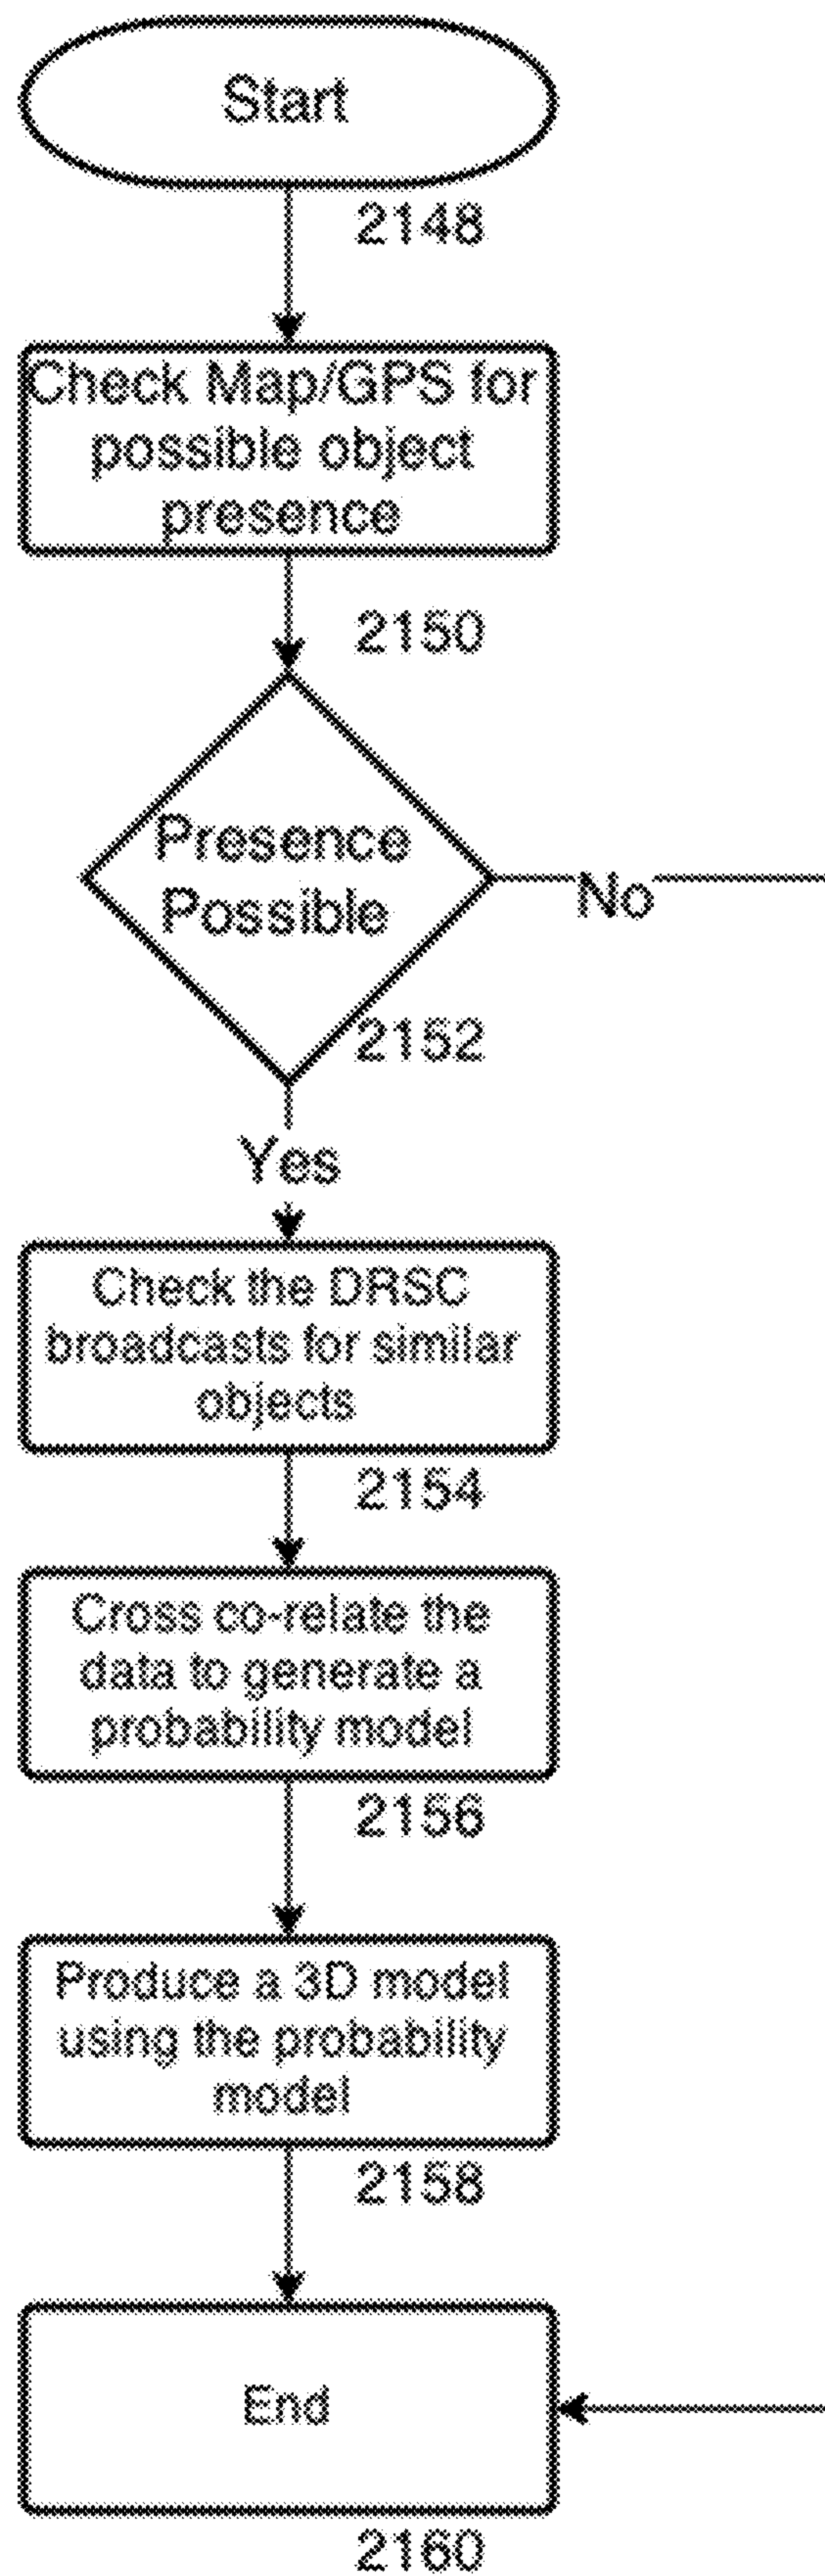 Start
2148
Check Map/GPS for
possible object
presence
2150
Presence
Possible
No
2152
Yes
Check the DRSC
broadcasts for similar
objects
2154
Cross co-relate the
data to generate a
probability model
2156
Produce a 3D model
using the probability
model
2158
End
2160